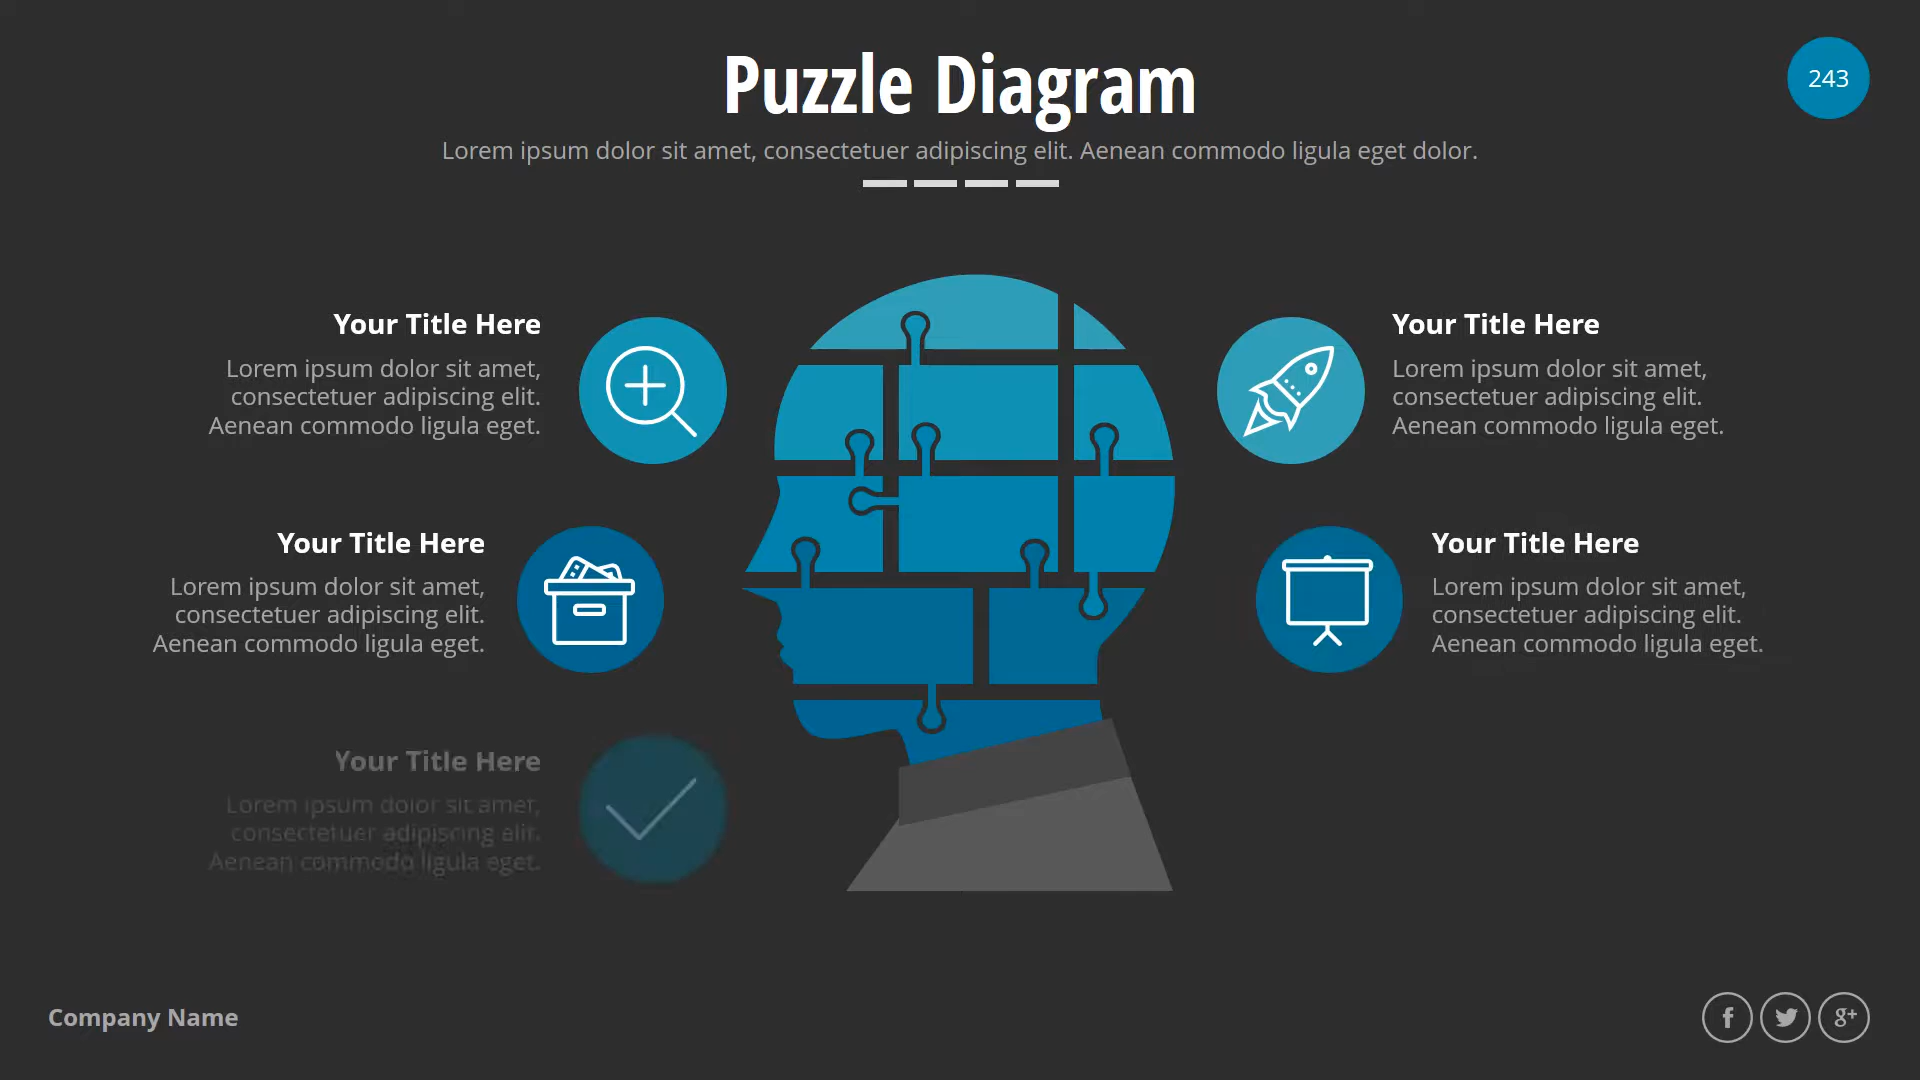 Puzzle Diagram
243
Lorem ipsum dolor sit amet, consectetuer adipiscing elit. Aenean commodo ligula eget dolor.
Your Title Here
Lorem ipsum dolor sit amet,
consectetuer adipiscing elit.
Aenean commodo ligula eget.
Your Title Here
Lorem ipsum dolor sit amet,
consectetuer adipiscing elit.
Aenean commodo ligula eget.
Your Title Here
Lorem ipsum dolor sit amet,
consectetuer adipiscing elit.
Aenean commodo ligula eget.
Your Title Here
Lorem ipsum dolor sit amet,
consectetuer adipiscing elit.
Aenean commodo ligula eget.
Your Title Here
Lorem ipsum dolor sit amet,
consectetuer adipiscing elit.
Aenean commodo ligula eget.
Company Name
f
g+